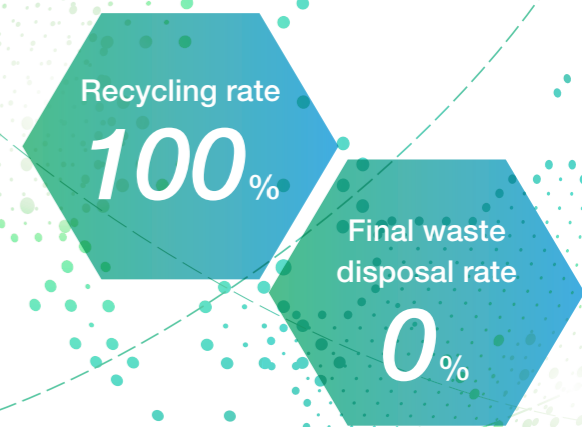 Recycling rate
100%
Final waste
disposal rate
0%